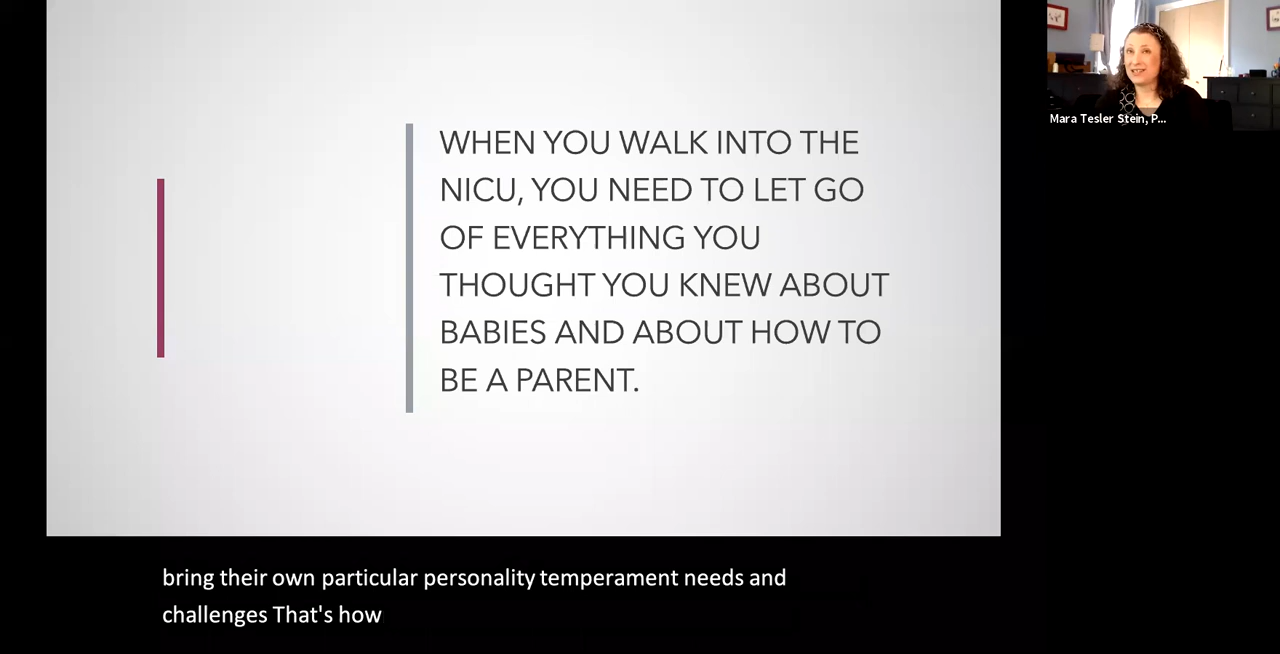 WHEN YOU WALK INTO THE
NICU, YOU NEED TO LET GO
OF EVERYTHING YOU
THOUGHT YOU KNEW ABOUT
BABIES AND ABOUT HOW TO
BE A PARENT.
Mara Tesler Stein, P...
bring their own particular personality temperament needs and
challenges That's how